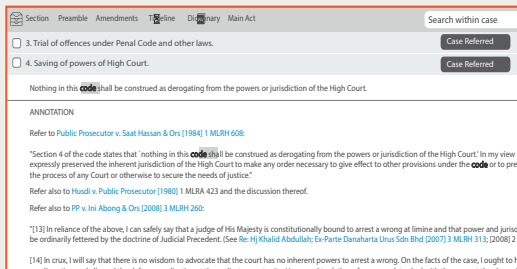 Section Preamble Amendments Timeline Dictionary Main Act Search within case
3. Trial of offences under Penal Code and other laws. Case Referred
4. Saving of powers of High Court. Case Referred
Nothing in this code shall be construed as derogating from the powers or jurisdiction of the High Court.
ANNOTATION
Refer to Public Prosecutor v. Saat Hassan & Ors [1984] 1 MLRH 608:
"Section 4 of the code states that `nothing in this code shall be construed as derogating from the powers or jurisdiction of the High Court.' In my view
expressly preserved the inherent jurisdiction of the High Court to make any order necessary to give effect to other provisions under the code or to pre
the process of any Court or otherwise to secure the needs of justice."
Refer also to Husdi v. Public Prosecutor [1980] 1 MLRA 423 and the discussion thereof.
Refer also to PP v. Ini Abong & Ors [2008] 3 MLRH 260:
"[13] In reliance of the above, I can safely say that a judge of His Majesty is constitutionally bound to arrest a wrong at limine and that power and jurisd
be ordinarily fettered by the doctrine of Judicial Precedent. (See Re: Hj Khalid Abdullah; Ex-Parte Danaharta Urus Sdn Bhd [2007] 3 MLRH 313; [2008] 2
[14] In crux, I will say that there is no wisdom to advocate that the court has no inherent powers to arrest a wrong. On the facts of the case, I ought to h